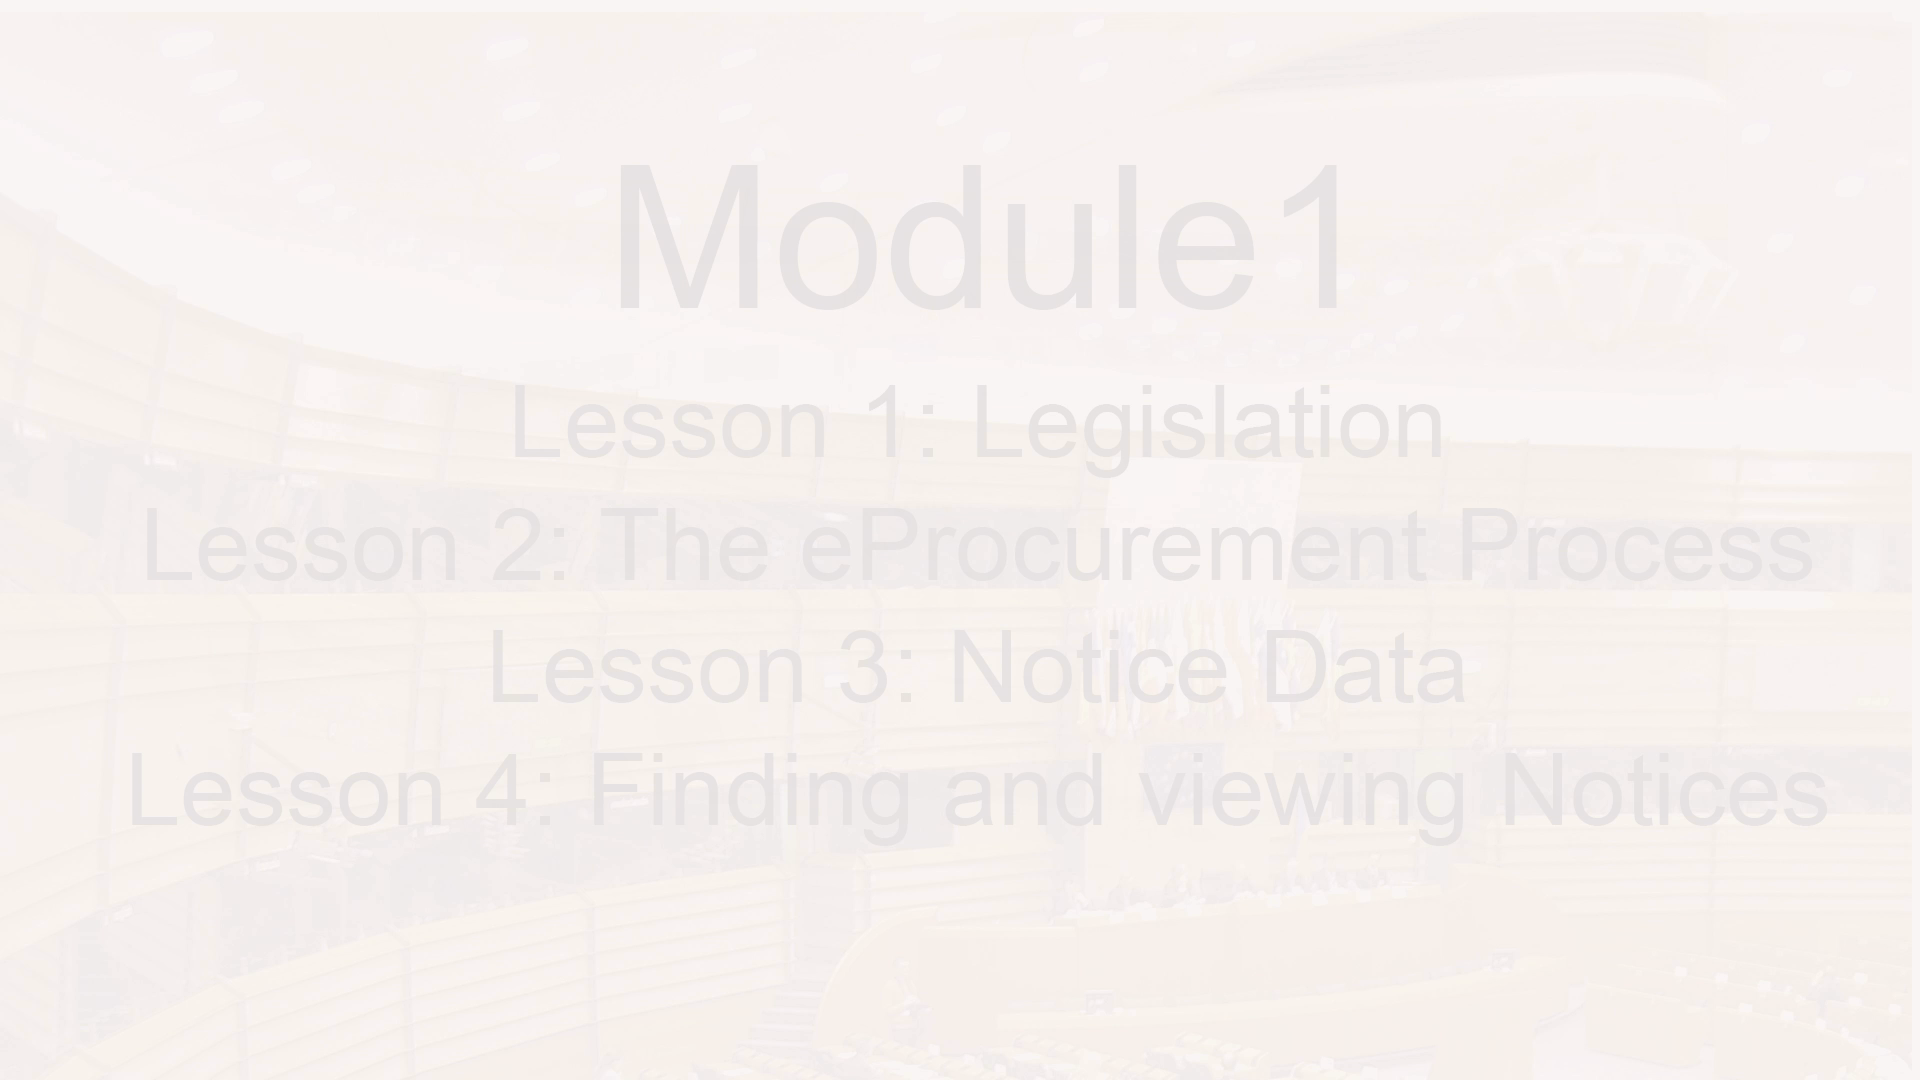 Module1
Lesson 1: Legislation
Lesson 2: The eProcurement Process
Lesson 3: Notice Data
Lesson 4: Finding and viewing Notices